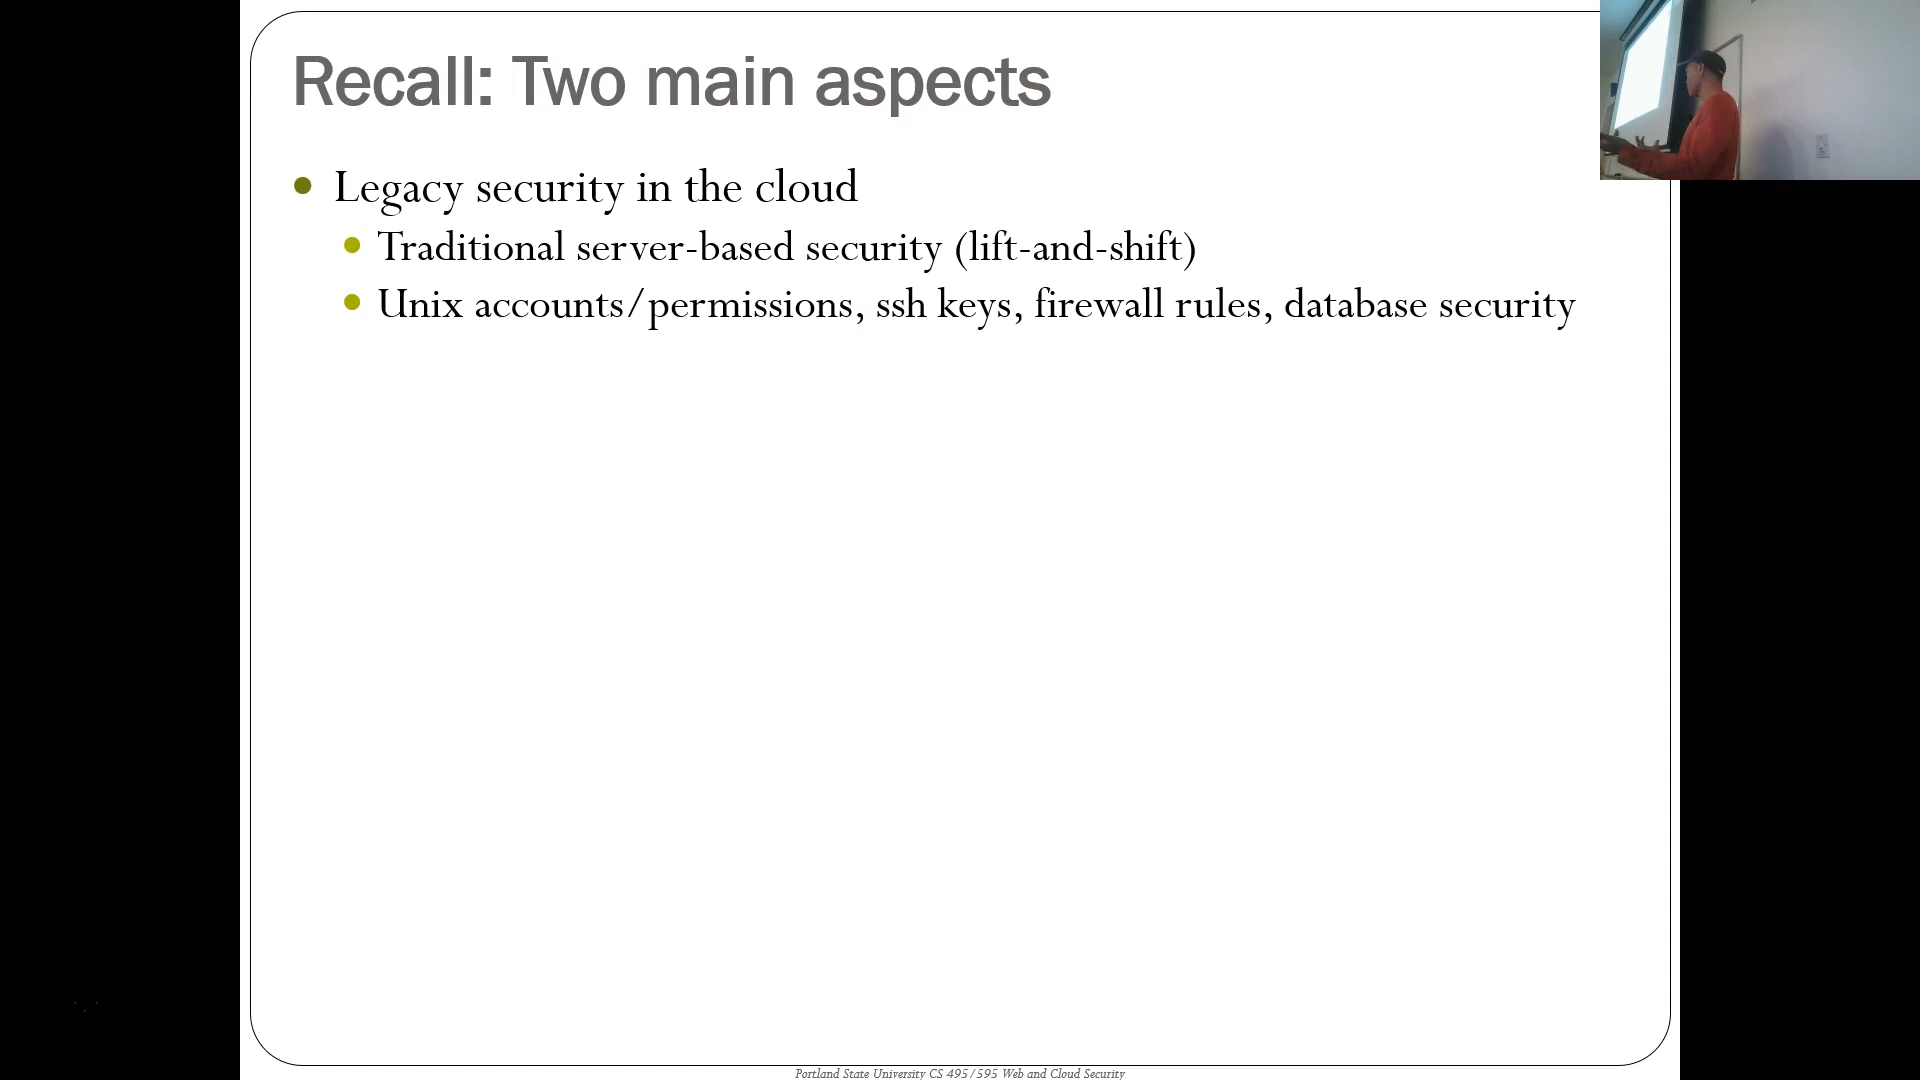 Recall: Two main aspects
Legacy security in the cloud
Traditional server-based security (lift-and-shift)
Unix accounts/permissions, ssh keys, firewall rules, database security
Portland State University CS 495/595 Web and Cloud Security